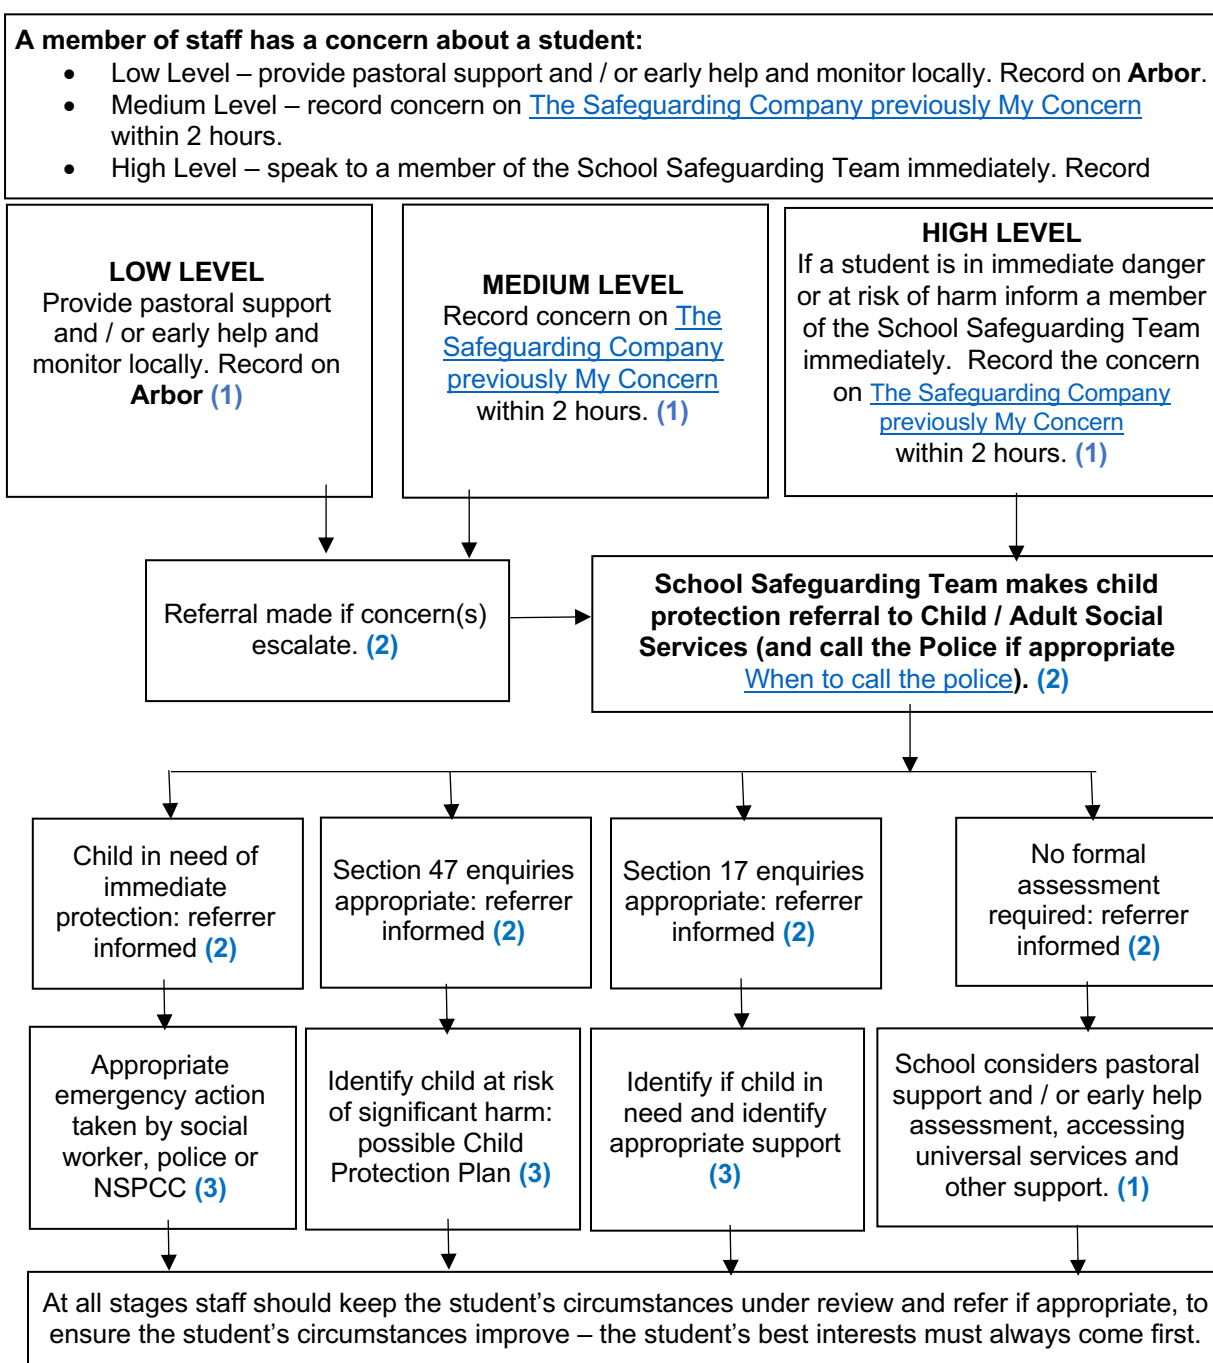 A member of staff has a concern about a student:
• Low Level – provide pastoral support and / or early help and monitor locally. Record on Arbor.
• Medium Level – record concern on The Safeguarding Company previously My Concern
within 2 hours.
• High Level – speak to a member of the School Safeguarding Team immediately. Record
LOW LEVEL
Provide pastoral support
and / or early help and
monitor locally. Record on
Arbor (1)
MEDIUM LEVEL
Record concern on The
Safeguarding Company
previously My Concern
within 2 hours. (1)
HIGH LEVEL
If a student is in immediate danger
or at risk of harm inform a member
of the School Safeguarding Team
immediately. Record the concern
on The Safeguarding Company
previously My Concern
within 2 hours. (1)
Referral made if concern(s)
escalate. (2)
School Safeguarding Team makes child
protection referral to Child / Adult Social
Services (and call the Police if appropriate
When to call the police). (2)
Child in need of
immediate
protection: referrer
informed (2)
Section 47 enquiries
appropriate: referrer
informed (2)
Section 17 enquiries
appropriate: referrer
informed (2)
No formal
assessment
required: referrer
informed (2)
Appropriate
emergency action
taken by social
worker, police or
NSPCC (3)
Identify child at risk
of significant harm:
possible Child
Protection Plan (3)
Identify if child in
need and identify
appropriate support
(3)
School considers pastoral
support and / or early help
assessment, accessing
universal services and
other support. (1)
At all stages staff should keep the student’s circumstances under review and refer if appropriate, to
ensure the student’s circumstances improve – the student’s best interests must always come first.